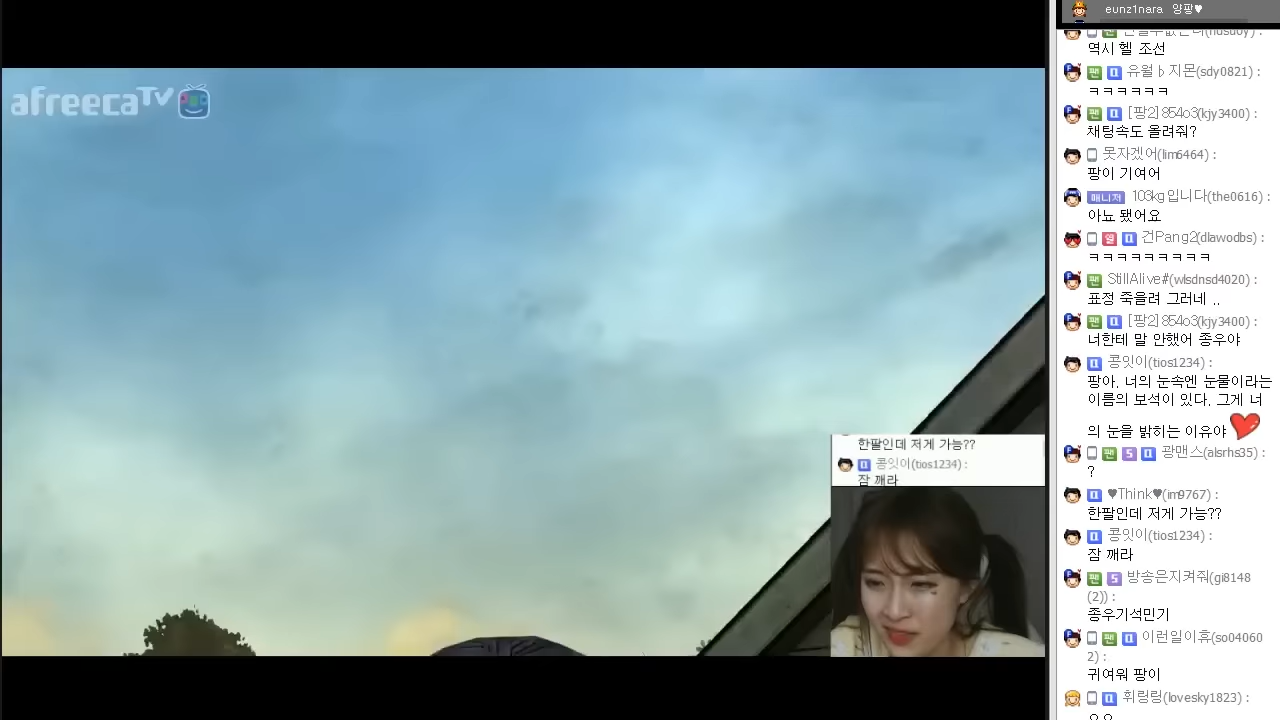 afreecaTV
한팔인데 저게 가능??
콩잇이(tios1234) :
잠 깨라
eunz1nara 양팡♥
역시 헬 조선
팬 유월♭지몬(sdy0821) :
ㅋㅋㅋㅋㅋㅋ
팬 [팡2]854o3(kjy3400) :
채팅속도 올려줘?
못자겠어(lim6464) :
팡이 기여어
매니저 103kg입니다(the0616) :
아뇨 됐어요
열 건Pang2(dlawodbs) :
ㅋㅋㅋㅋㅋㅋㅋㅋㅋ
팬 StillAlive#(wlsdnsd4020) :
표정 죽을려 그러네 ..
팬 [팡2]854o3(kjy3400) :
너한테 말 안했어 종우야
콩잇이(tios1234) :
팡아, 너의 눈속엔 눈물이라는
이름의 보석이 있다, 그게 너
의 눈을 밝히는 이유야
팬 S 광맨스(alsrhs35) :
?
♥Think♥(im9767) :
한팔인데 저게 가능??
콩잇이(tios1234) :
잠 깨라
팬 S 방송은지켜줘(gi8148
(2)) :
종우기석민기
팬 이런일이휴(so04060
2) :
귀여워 팡이
휘링링(lovesky1823) :